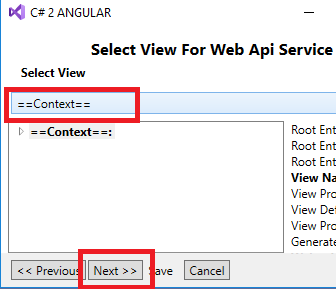 C# 2 ANGULAR
Select View For Web Api Service
Select View
==Context==
==Context==:
Root Ent
Root Ent
Root Ent
View Na
View Pro
View Def
View Pro
Generate
<< Previous
Next >>
Save
Cancel